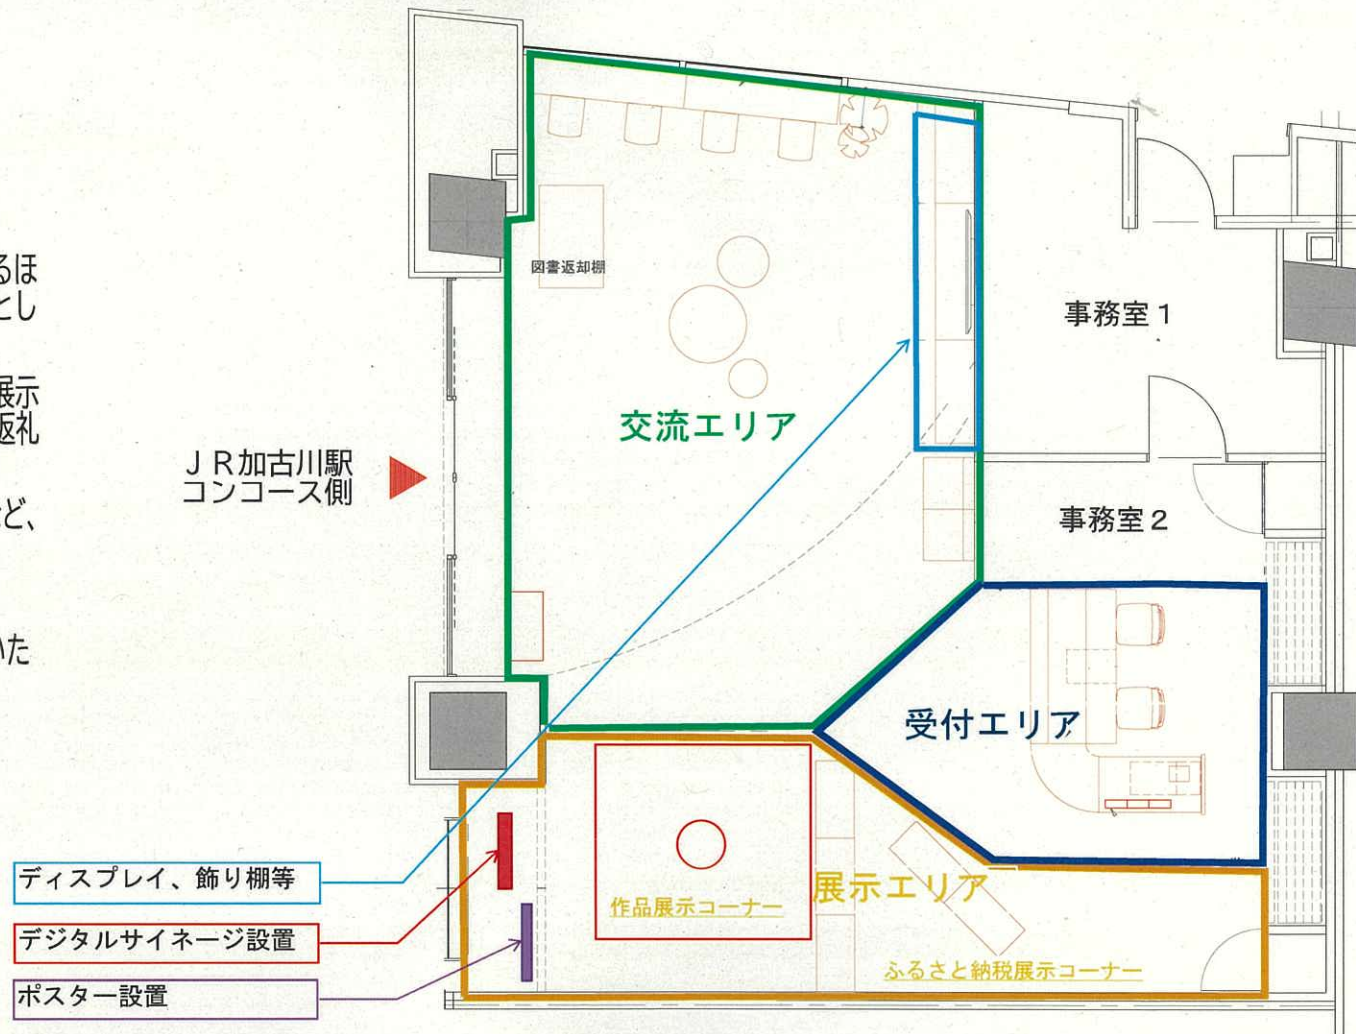 るほ
とし
展示
返礼
ど、
いた
ＪＲ加古川駅
コンコース側
図書返却棚
交流エリア
事務室１
事務室２
受付エリア
展示エリア
作品展示コーナー
ふるさと納税展示コーナー
ディスプレイ、飾り棚等
デジタルサイネージ設置
ポスター設置